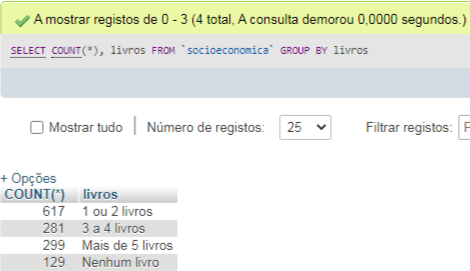 A mostrar registos de 0 - 3 (4 total, A consulta demorou 0,0000 segundos.)
SELECT COUNT(*), livros FROM `socioeconomica` GROUP BY livros
Mostrar tudo | Número de registos: 25 Filtrar registos:
+ Opções
COUNT(*) livros
617 1 ou 2 livros
281 3 a 4 livros
299 Mais de 5 livros
129 Nenhum livro